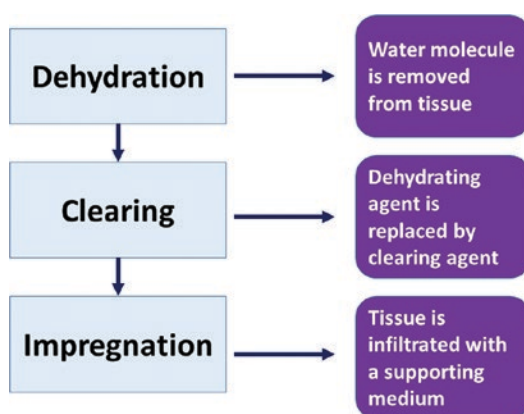 Dehydration
Water molecule
is removed
from tissue
Clearing
Dehydrating
agent is
replaced by
clearing agent
Impregnation
Tissue is
infiltrated with
a supporting
medium